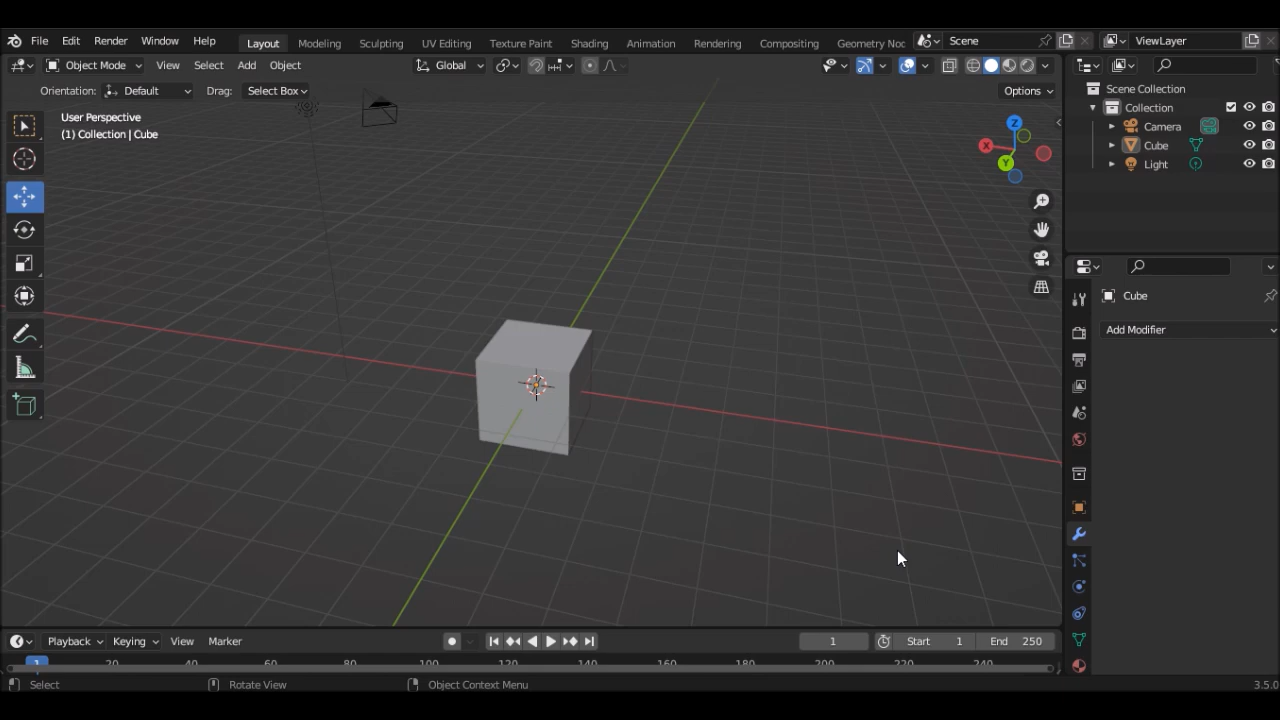 File Edit Render Window Help Layout Modeling Sculpting UV Editing Texture Paint Shading Animation Rendering Compositing Geometry Noc Scene ViewLayer
Object Mode View Select Add Object Global
Orientation: Default Drag: Select Box Options
User Perspective
(1) Collection | Cube
Z
X
Y
Scene Collection
Collection
Camera
Cube
Light
Cube
Add Modifier
Playback Keying View Marker 1 Start 1 End 250
1 20 40 60 80 100 120 140 160 180 200 220 240
Select Rotate View Object Context Menu 3.5.0